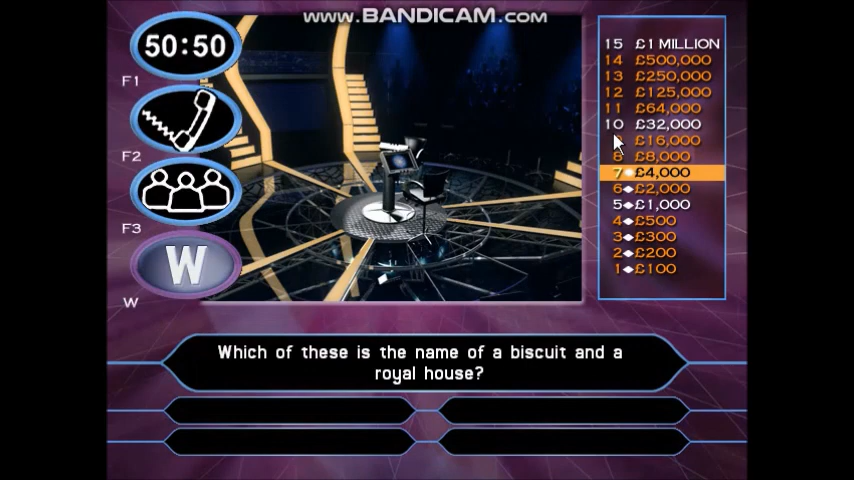 www.BANDICAM.com
50:50
F1
F2
F3
W
W
15 £1 MILLION
14 £500,000
13 £250,000
12 £125,000
11 £64,000
10 £32,000
£16,000
8 £8,000
7 £4,000
6 £2,000
5 £1,000
4 £500
3 £300
2 £200
1 £100
Which of these is the name of a biscuit and a
royal house?